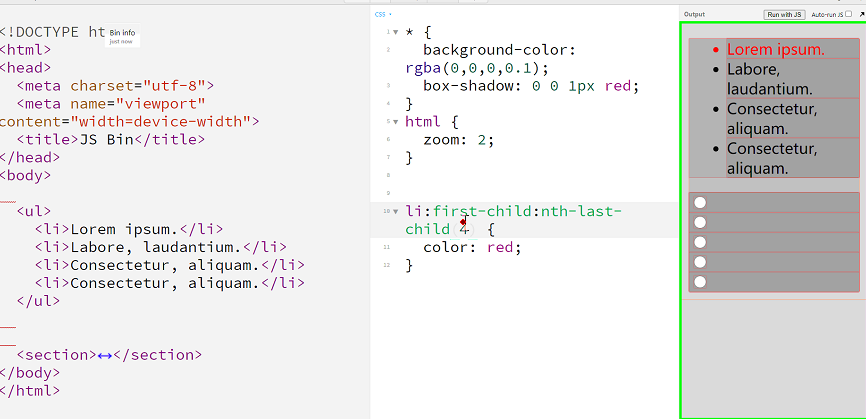 CSS
Output
Run with JS
Auto-run JS
<!DOCTYPE ht
Bin info
just now
<html>
<head>
<meta charset="utf-8">
<meta name="viewport"
content="width=device-width">
<title>JS Bin</title>
</head>
<body>
<ul>
<li>Lorem ipsum.</li>
<li>Labore, laudantium.</li>
<li>Consectetur, aliquam.</li>
<li>Consectetur, aliquam.</li>
</ul>
<section>↔</section>
</body>
</html>
1 * {
2 background-color:
rgba(0,0,0,0.1);
3 box-shadow: 0 0 1px red;
4 }
5 html {
6 zoom: 2;
7 }
8
9
10 li:first-child:nth-last-
child 4 {
11 color: red;
12 }
Lorem ipsum.
Labore,
laudantium.
Consectetur,
aliquam.
Consectetur,
aliquam.